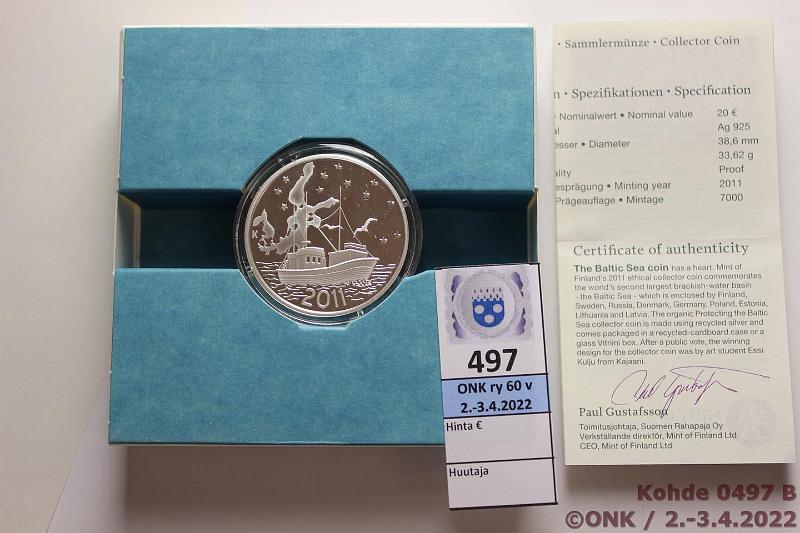 K
2011
497
ONK ry 60 v
2.-3.4.2022
Hinta €
Huutaja
· Sammlermünze · Collector Coin
n • Spezifikationen • Specification
Nominalwert • Nominal value 20 €
al Ag 925
esser • Diameter 38,6 mm
33,62 g
ality Proof
esprägung • Minting year 2011
Prägeauflage • Mintage 7000
Certificate of authenticity
The Baltic Sea coin has a heart. Mint of
Finland's 2011 ethical collector coin commemorates
the world's second largest brackish-water basin
- the Baltic Sea - which is enclosed by Finland,
Sweden, Russia, Denmark, Germany, Poland, Estonia,
Lithuania and Latvia. The organic Protecting the Baltic
Sea collector coin is made using recycled silver and
comes packaged in a recycled-cardboard case or a
glass Vitriini box. After a public vote, the winning
design for the collector coin was by art student Essi
Kulju from Kajaani.
Paul Gustafsson
Toimitusjohtaja, Suomen Rahapaja Oy
Verkställande direktör, Mint of Finland Ltd
CEO, Mint of Finland Ltd
Kohde 0497 B
©ONK / 2.-3.4.2022